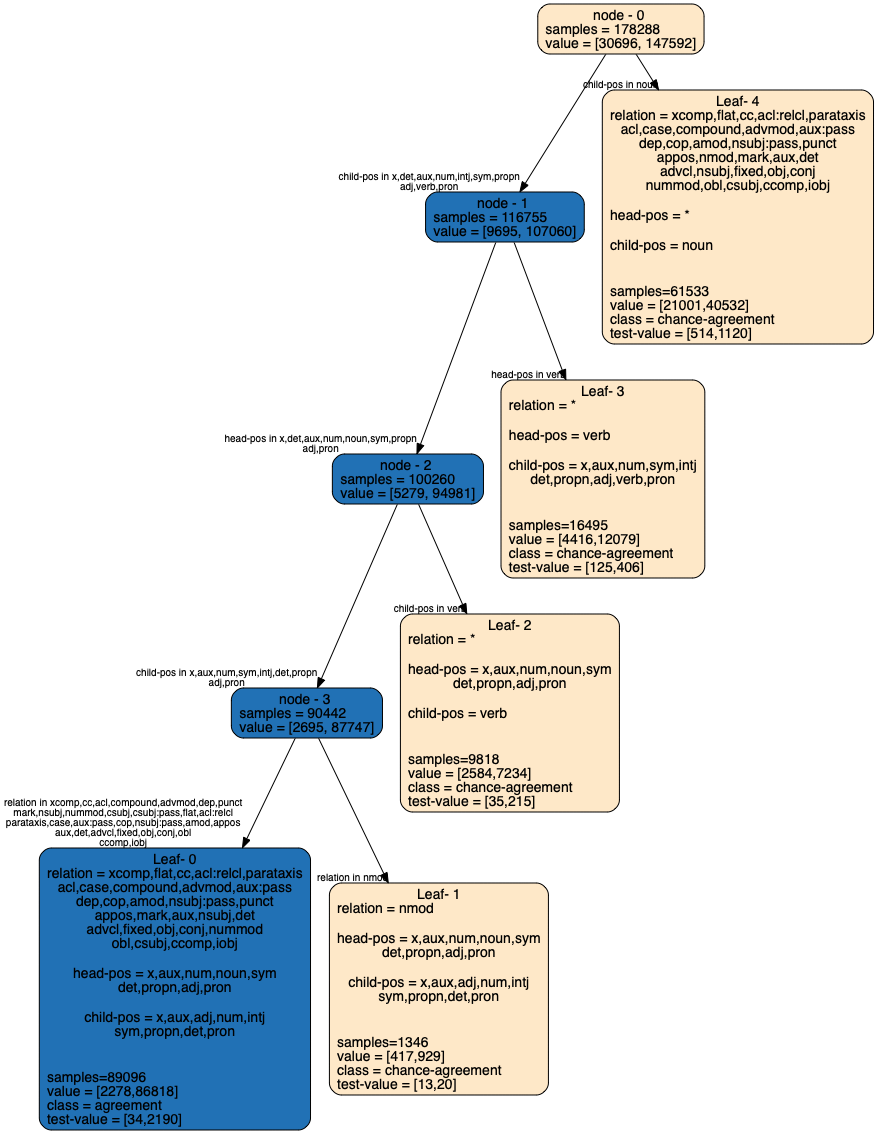 node - 0
samples = 178288
value = [30696, 147592]
child-pos in noun
Leaf- 4
relation = xcomp,flat,cc,acl:relcl,parataxis
acl,case,compound,advmod,aux:pass
dep,cop,amod,nsubj:pass,punct
appos,nmod,mark,aux,det
advcl,nsubj,fixed,obj,conj
nummod,obl,csubj,ccomp,iobj
head-pos = *
child-pos = noun
samples=61533
value = [21001,40532]
class = chance-agreement
test-value = [514,1120]
child-pos in x,det,aux,num,intj,sym,propn
adj,verb,pron
node - 1
samples = 116755
value = [9695, 107060]
head-pos in verb
Leaf- 3
relation = *
head-pos = verb
child-pos = x,aux,num,sym,intj
det,propn,adj,verb,pron
samples=16495
value = [4416,12079]
class = chance-agreement
test-value = [125,406]
head-pos in x,det,aux,num,noun,sym,propn
adj,pron
node - 2
samples = 100260
value = [5279, 94981]
child-pos in verb
Leaf- 2
relation = *
head-pos = x,aux,num,noun,sym
det,propn,adj,pron
child-pos = verb
samples=9818
value = [2584,7234]
class = chance-agreement
test-value = [35,215]
child-pos in x,aux,num,sym,intj,det,propn
adj,pron
node - 3
samples = 90442
value = [2695, 87747]
relation in xcomp,cc,acl,compound,advmod,dep,punct
mark,nsubj,nummod,csubj,csubj:pass,flat,acl:relcl
parataxis,case,aux:pass,cop,nsubj:pass,amod,appos
aux,det,advcl,fixed,obj,conj,obl
ccomp,iobj
Leaf- 0
relation = xcomp,flat,cc,acl:relcl,parataxis
acl,case,compound,advmod,aux:pass
dep,cop,amod,nsubj:pass,punct
appos,mark,aux,nsubj,det
advcl,fixed,obj,conj,nummod
obl,csubj,ccomp,iobj
head-pos = x,aux,num,noun,sym
det,propn,adj,pron
child-pos = x,aux,adj,num,intj
sym,propn,det,pron
samples=89096
value = [2278,86818]
class = agreement
test-value = [34,2190]
relation in nmod
Leaf- 1
relation = nmod
head-pos = x,aux,num,noun,sym
det,propn,adj,pron
child-pos = x,aux,adj,num,intj
sym,propn,det,pron
samples=1346
value = [417,929]
class = chance-agreement
test-value = [13,20]